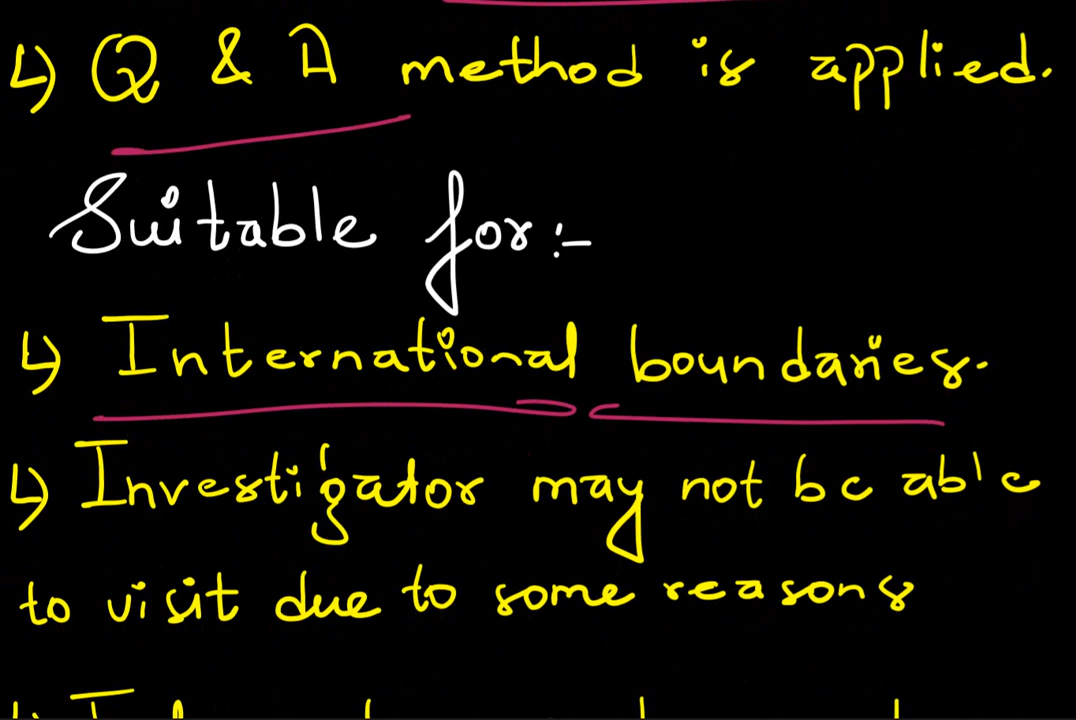 ↳ Q & A method is applied.
Suitable for:-
↳ International boundaries.
↳ Investigator may not be able
to visit due to some reasons